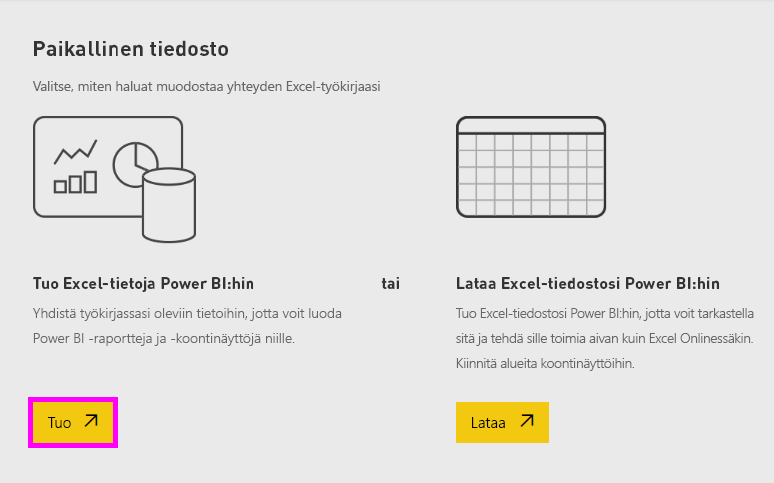 Paikallinen tiedosto
Valitse, miten haluat muodostaa yhteyden Excel-työkirjaasi
Tuo Excel-tietoja Power BI:hin
Yhdistä työkirjassasi oleviin tietoihin, jotta voit luoda
Power BI -raportteja ja -koontinäyttöjä niille.
Tuo
tai
Lataa Excel-tiedostosi Power BI:hin
Tuo Excel-tiedostosi Power BI:hin, jotta voit tarkastella
sitä ja tehdä sille toimia aivan kuin Excel Onlinessäkin.
Kiinnitä alueita koontinäyttöihin.
Lataa